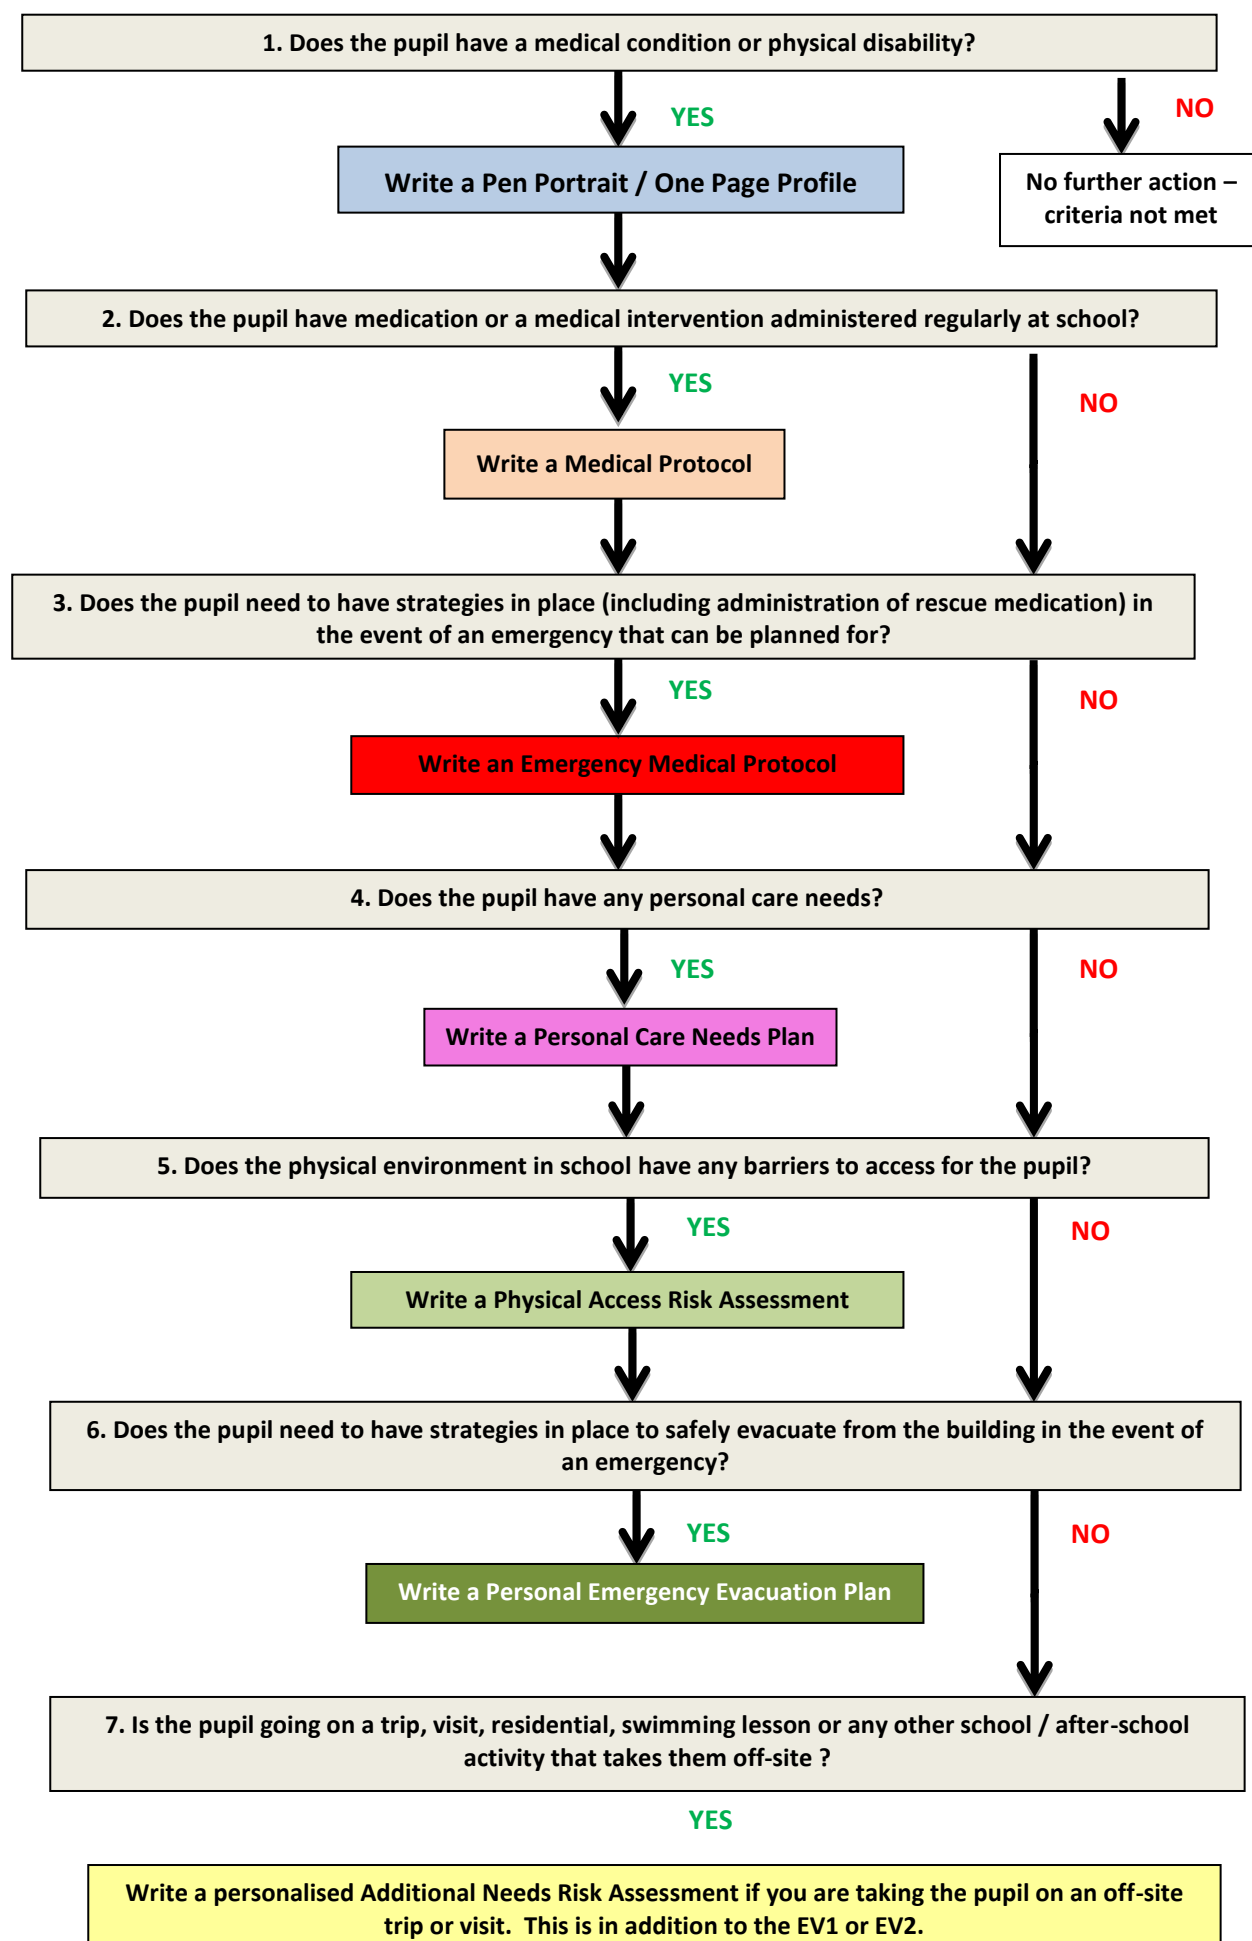 1. Does the pupil have a medical condition or physical disability?
YES
NO
Write a Pen Portrait / One Page Profile
No further action –
criteria not met
2. Does the pupil have medication or a medical intervention administered regularly at school?
YES
NO
Write a Medical Protocol
3. Does the pupil need to have strategies in place (including administration of rescue medication) in
the event of an emergency that can be planned for?
YES
NO
Write an Emergency Medical Protocol
4. Does the pupil have any personal care needs?
YES
NO
Write a Personal Care Needs Plan
5. Does the physical environment in school have any barriers to access for the pupil?
YES
NO
Write a Physical Access Risk Assessment
6. Does the pupil need to have strategies in place to safely evacuate from the building in the event of
an emergency?
YES
NO
Write a Personal Emergency Evacuation Plan
7. Is the pupil going on a trip, visit, residential, swimming lesson or any other school / after-school
activity that takes them off-site ?
YES
Write a personalised Additional Needs Risk Assessment if you are taking the pupil on an off-site
trip or visit.  This is in addition to the EV1 or EV2.